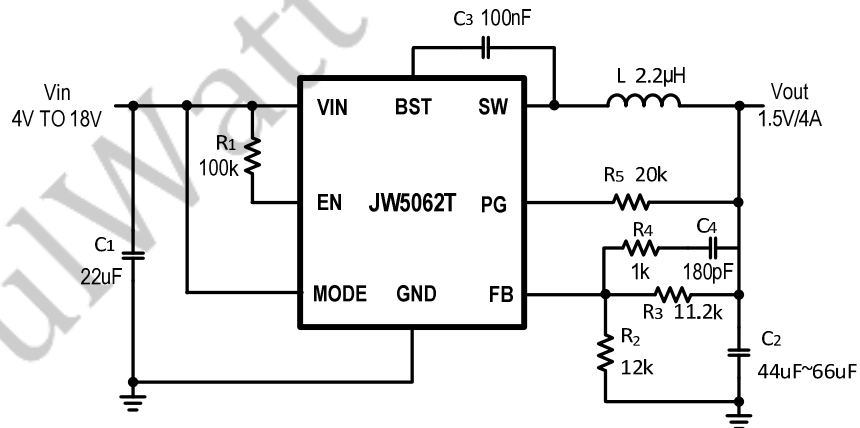 C3 100nF
L 2.2µH
Vin
4V TO 18V
VIN
BST
SW
Vout
1.5V/4A
R1
100k
R5 20k
EN
JW5062T
PG
R4
C4
1k
180pF
C1
22uF
MODE
GND
FB
R3 11.2k
R2
12k
C2
44uF~66uF
ulWatt